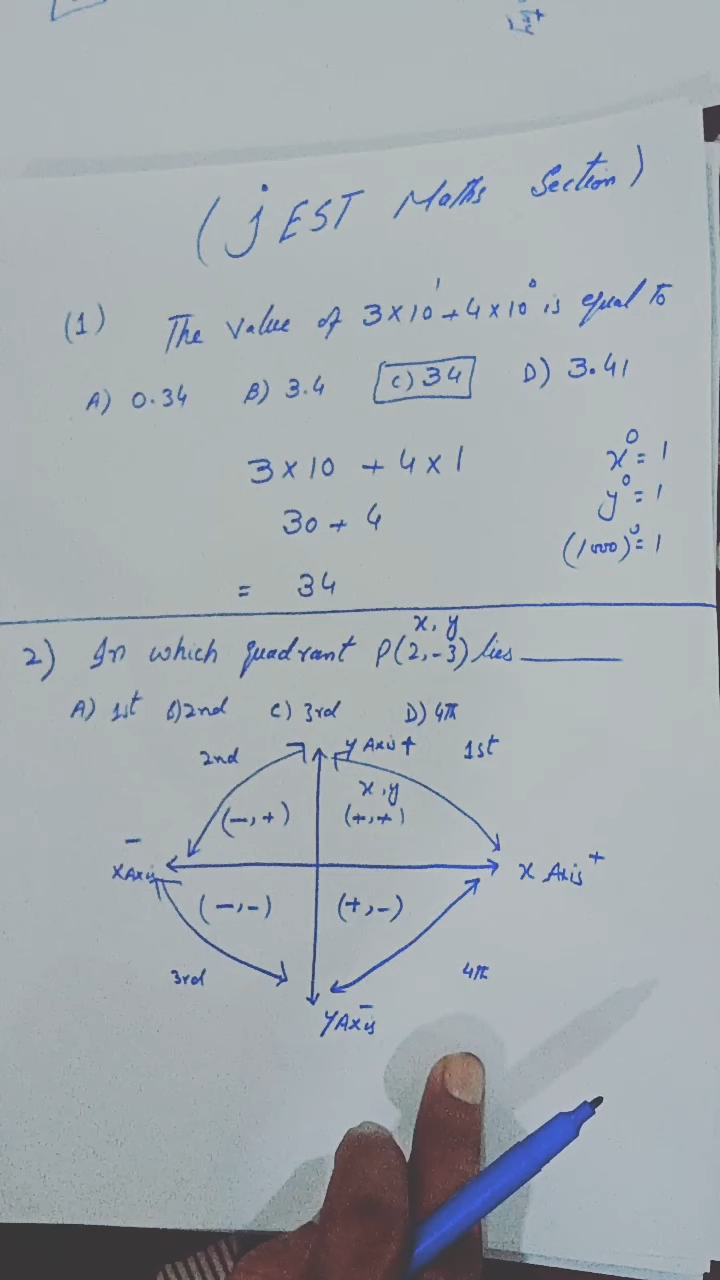 (jEST Maths Section)
(1) The value of 3×10¹+4×10⁰ is equal to
A) 0.34 B) 3.4 C) 34 D) 3.41
3×10 + 4×1
x⁰=1
30+4
y⁰=1
(1000)⁰=1
= 34
x,y
2) In which quadrant P(2,-3) lies ______
A) 1st B) 2nd C) 3rd D) 4th
2nd y Axis + 1st
x,y
(-,+) (+,+)
- x Axis x Axis +
(-,-) (+,-)
3rd 4th
y Axis -